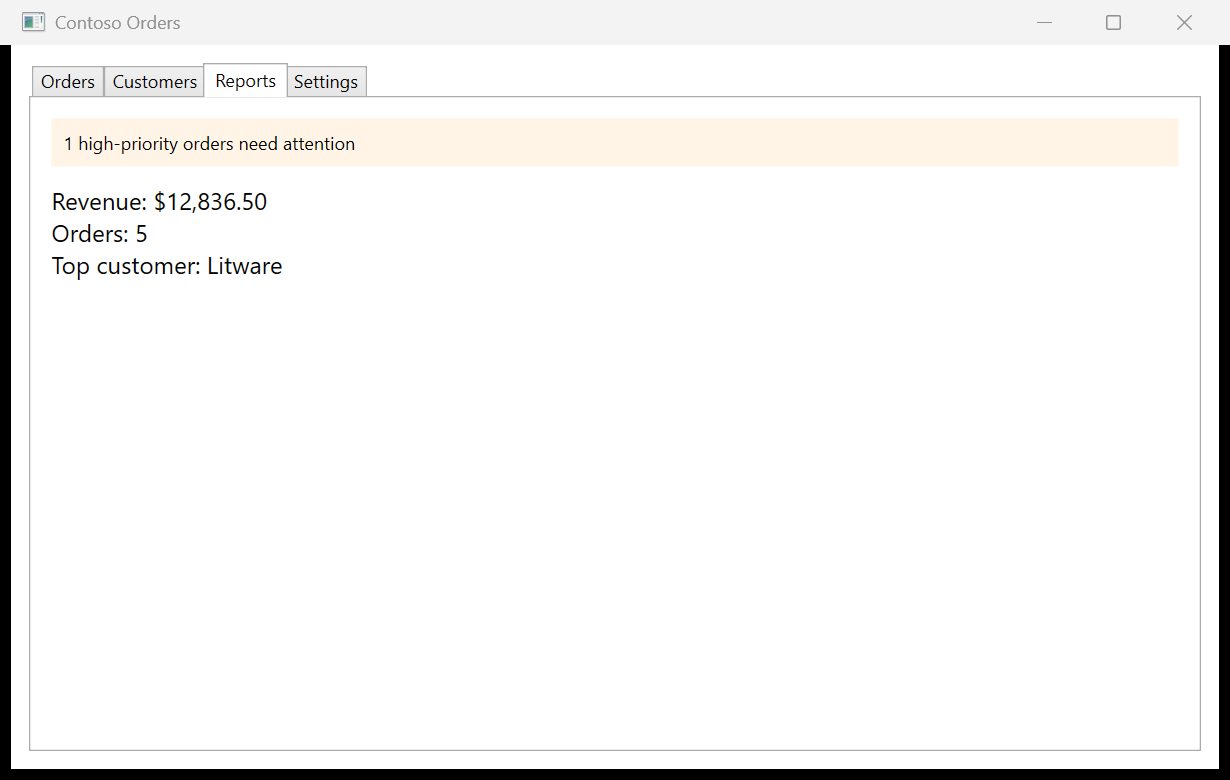 Contoso Orders
Orders Customers Reports Settings
1 high-priority orders need attention
Revenue: $12,836.50
Orders: 5
Top customer: Litware